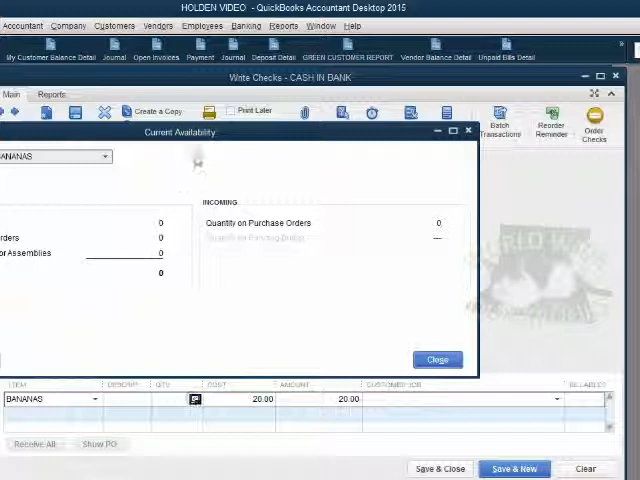 HOLDEN VIDEO - QuickBooks Accountant Desktop 2015
Accountant Company Customers Vendors Employees Banking Reports Window Help
My Customer Balance Detail Journal Open Invoices Payment Journal Deposit Detail GREEN CUSTOMER REPORT Vendor Balance Detail Unpaid Bills Detail
Write Checks - CASH IN BANK
Main Reports
Create a Copy Print Later Batch Transactions Reorder Reminder Order Checks
Current Availability
ANANAS
INCOMING
0 Quantity on Purchase Orders 0
rders 0
or Assemblies 0 ---
0
Close
ITEM DESCRIP QTY COST AMOUNT CUSTOMER:JOB BILLABLE
BANANAS 20.00 20.00
Receive All Show PO
Save & Close Save & New Clear